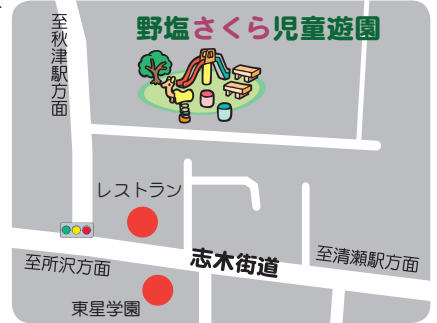 野塩さくら児童遊園
至秋津駅方面
レストラン
志木街道
至清瀬駅方面
至所沢方面
東星学園